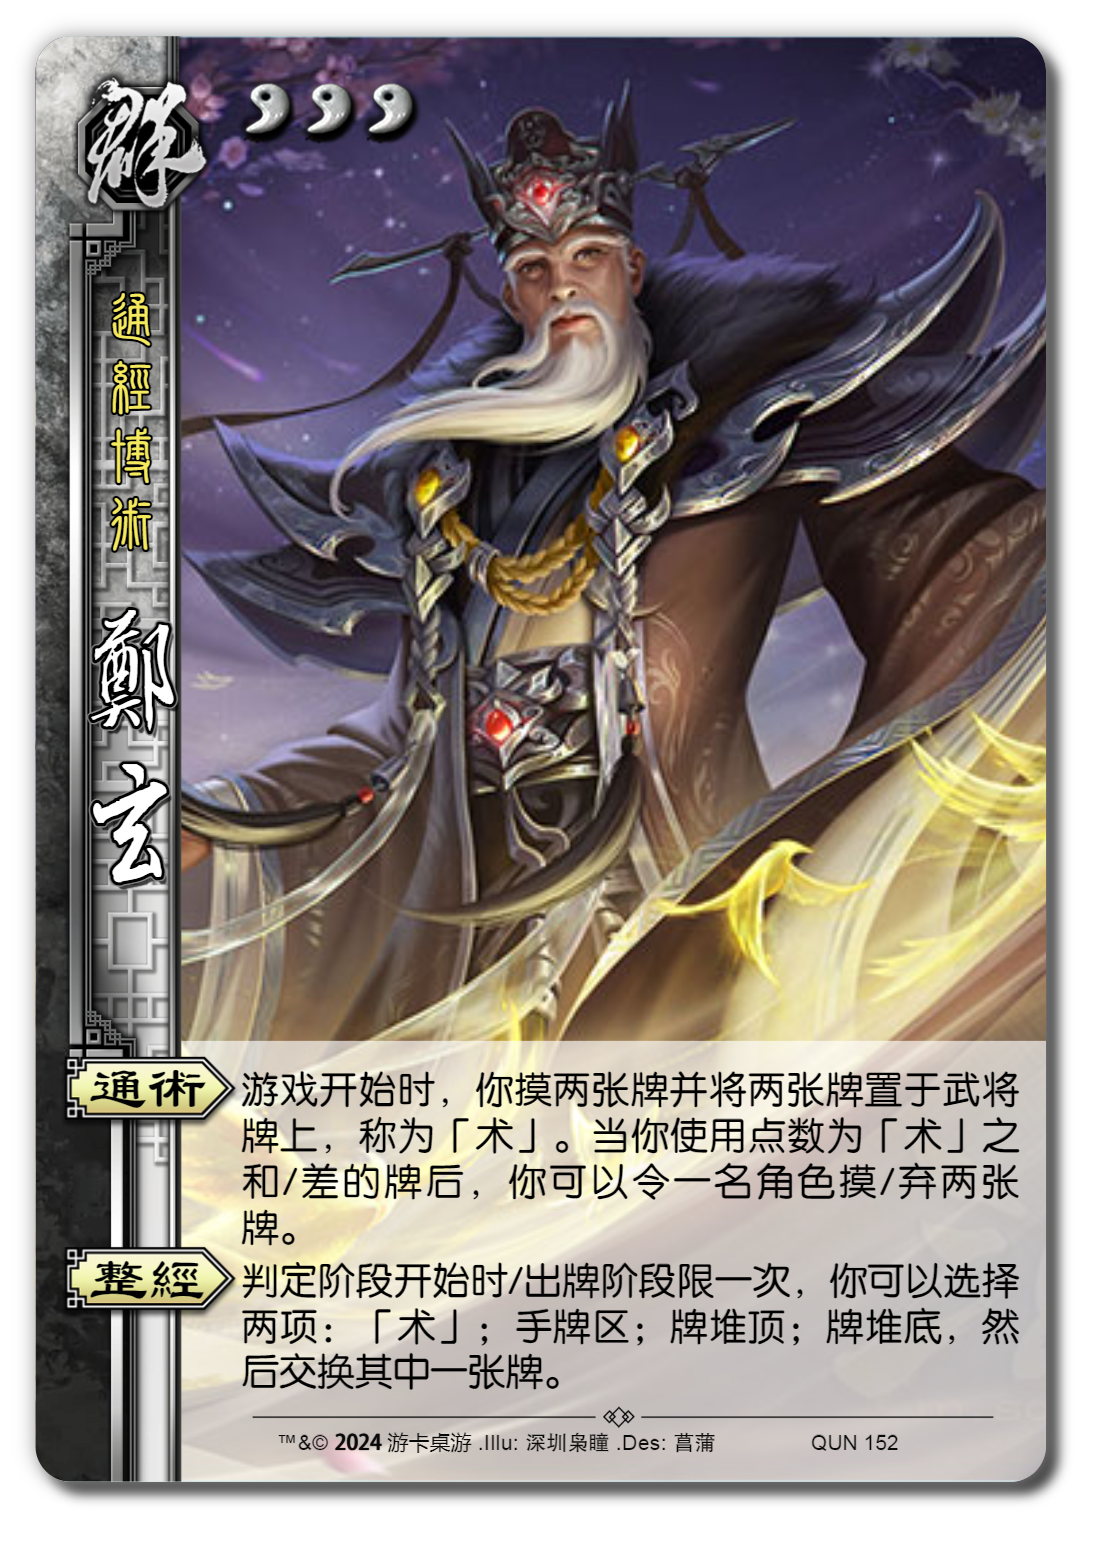 群
通經博術
鄭玄
通術
游戏开始时，你摸两张牌并将两张牌置于武将
牌上，称为「术」。当你使用点数为「术」之
和/差的牌后，你可以令一名角色摸/弃两张
牌。
整經
判定阶段开始时/出牌阶段限一次，你可以选择
两项：「术」；手牌区；牌堆顶；牌堆底，然
后交换其中一张牌。
™&© 2024 游卡桌游 .Illu: 深圳枭瞳 .Des: 菖蒲 QUN 152